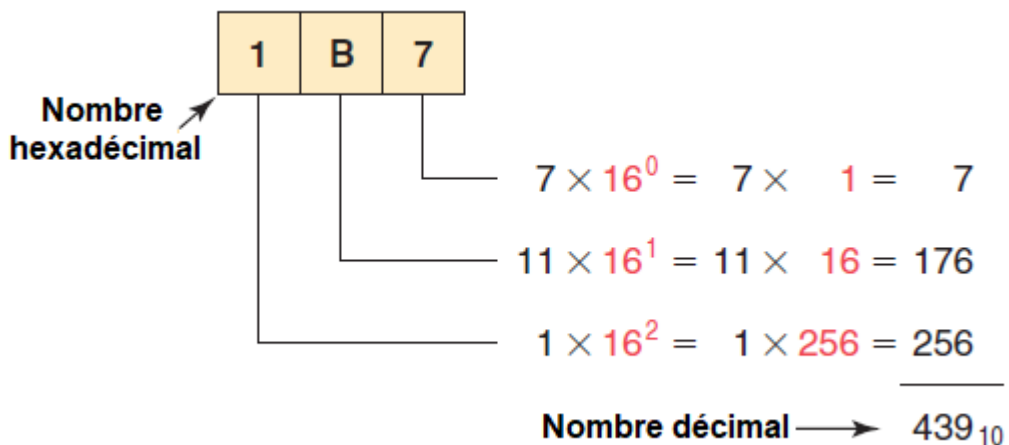 1 B 7
Nombre
hexadécimal
7 × 16⁰ = 7 × 1 = 7
11 × 16¹ = 11 × 16 = 176
1 × 16² = 1 × 256 = 256
Nombre décimal 439₁₀